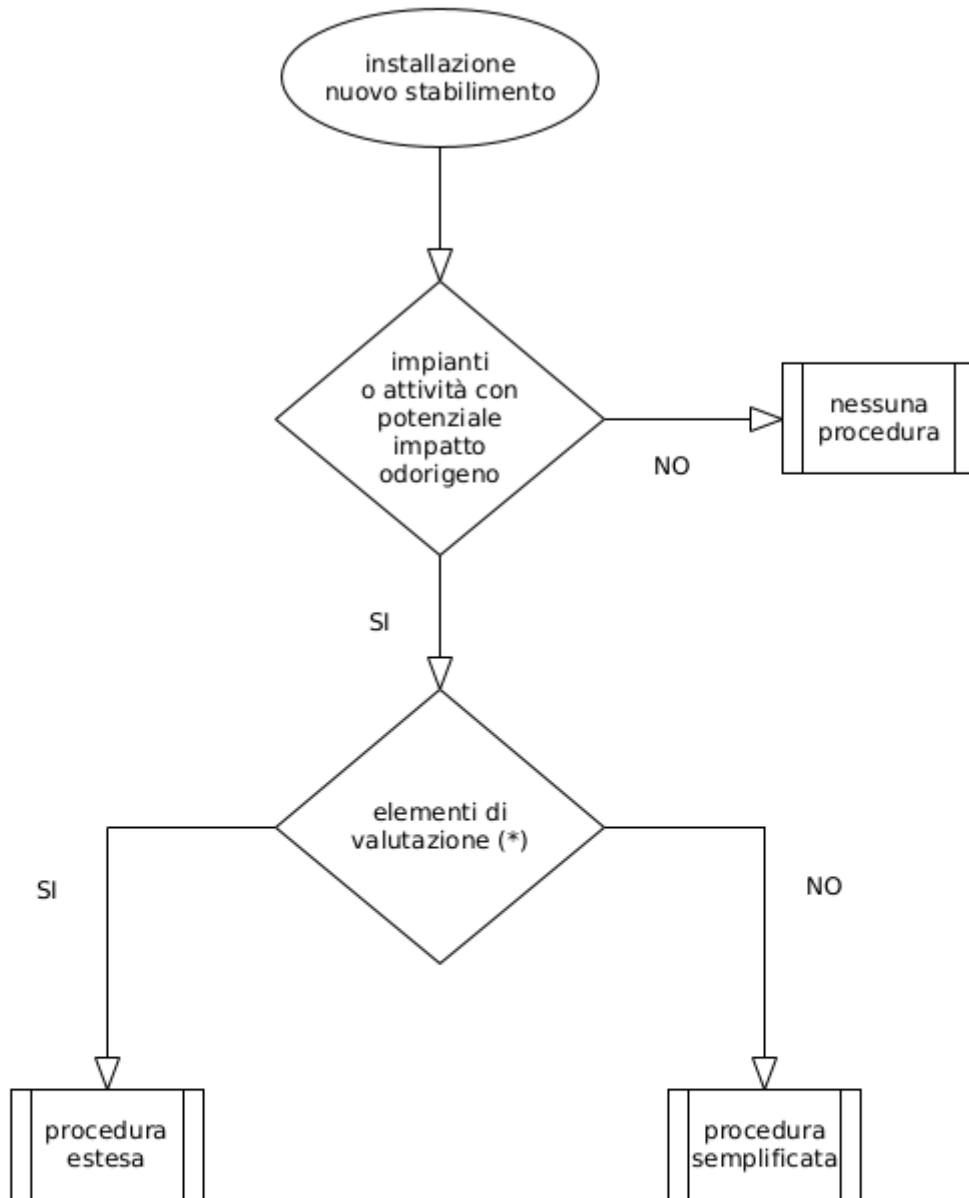 installazione
nuovo stabilimento
impianti
o attività con
potenziale
impatto
odorigeno
NO
nessuna
procedura
SI
elementi di
valutazione (*)
SI
NO
procedura
estesa
procedura
semplificata